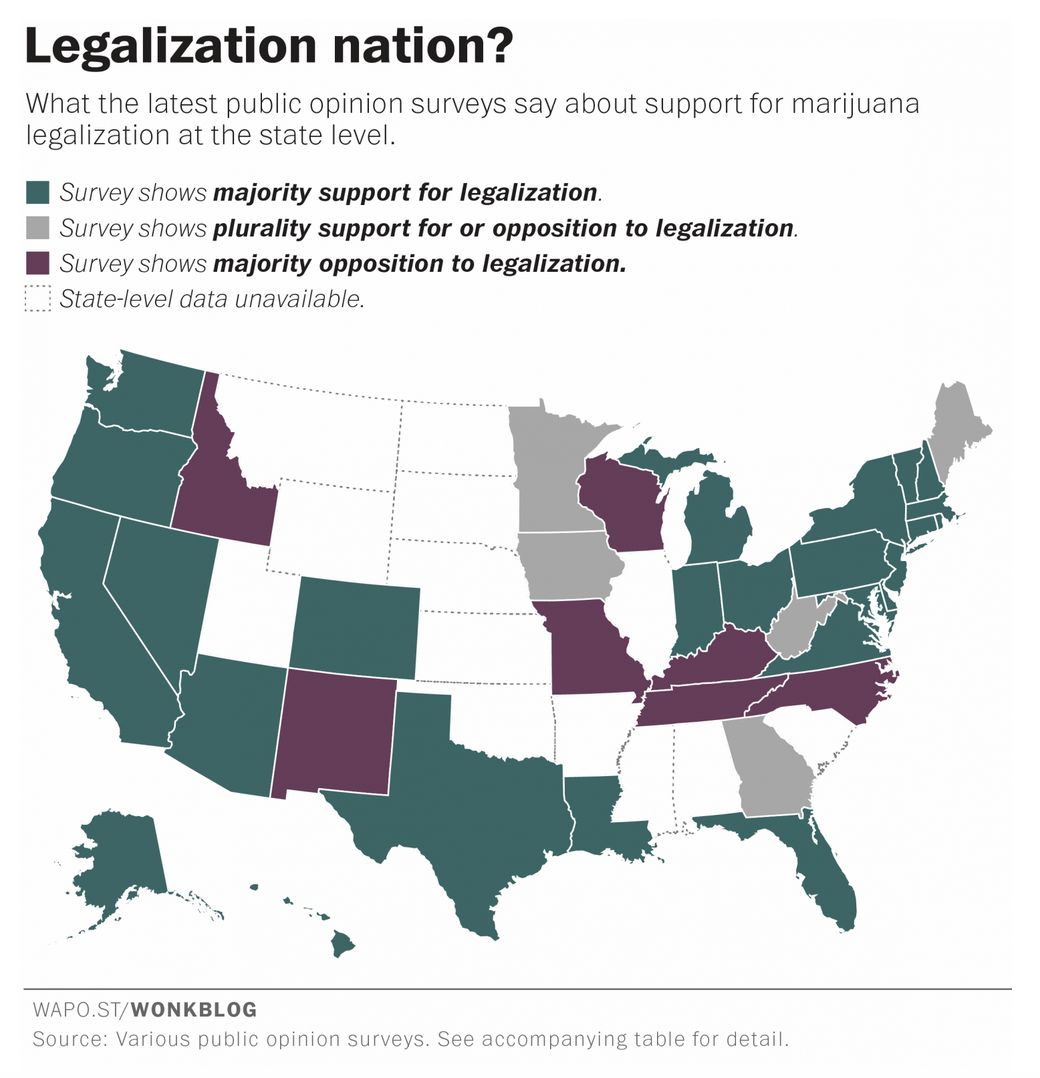 Legalization nation?
What the latest public opinion surveys say about support for marijuana
legalization at the state level.
Survey shows majority support for legalization.
Survey shows plurality support for or opposition to legalization.
Survey shows majority opposition to legalization.
State-level data unavailable.
WAPO.ST/WONKBLOG
Source: Various public opinion surveys. See accompanying table for detail.